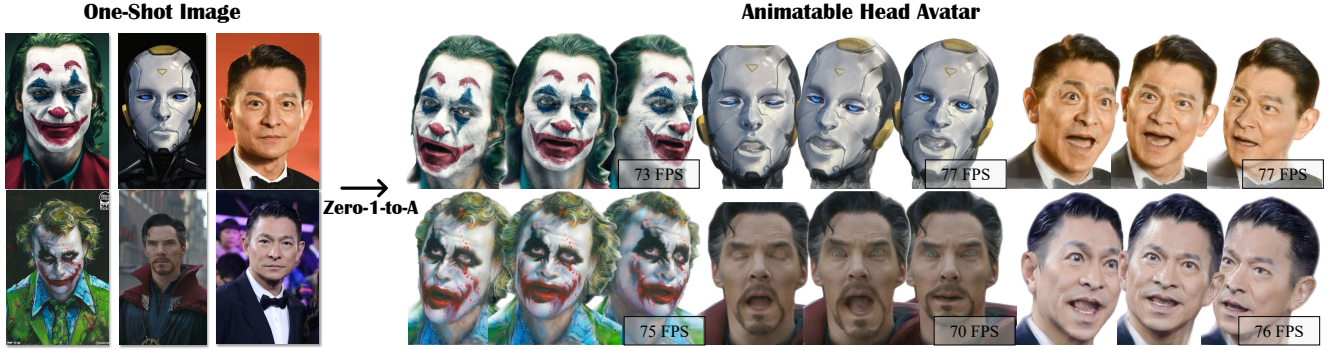 One-Shot Image
Animatable Head Avatar
Zero-1-to-A
73 FPS
77 FPS
77 FPS
75 FPS
70 FPS
76 FPS